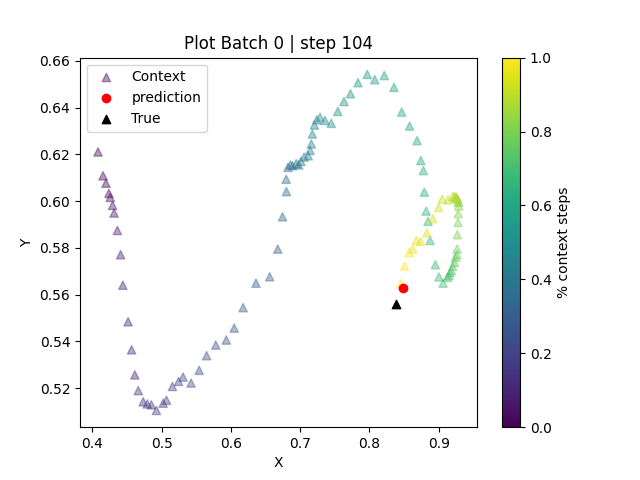 Plot Batch 0 | step 104
Context
prediction
True
0.66
0.64
0.62
0.60
0.58
0.56
0.54
0.52
Y
0.4 0.5 0.6 0.7 0.8 0.9
X
1.0
0.8
0.6
0.4
0.2
0.0
% context steps